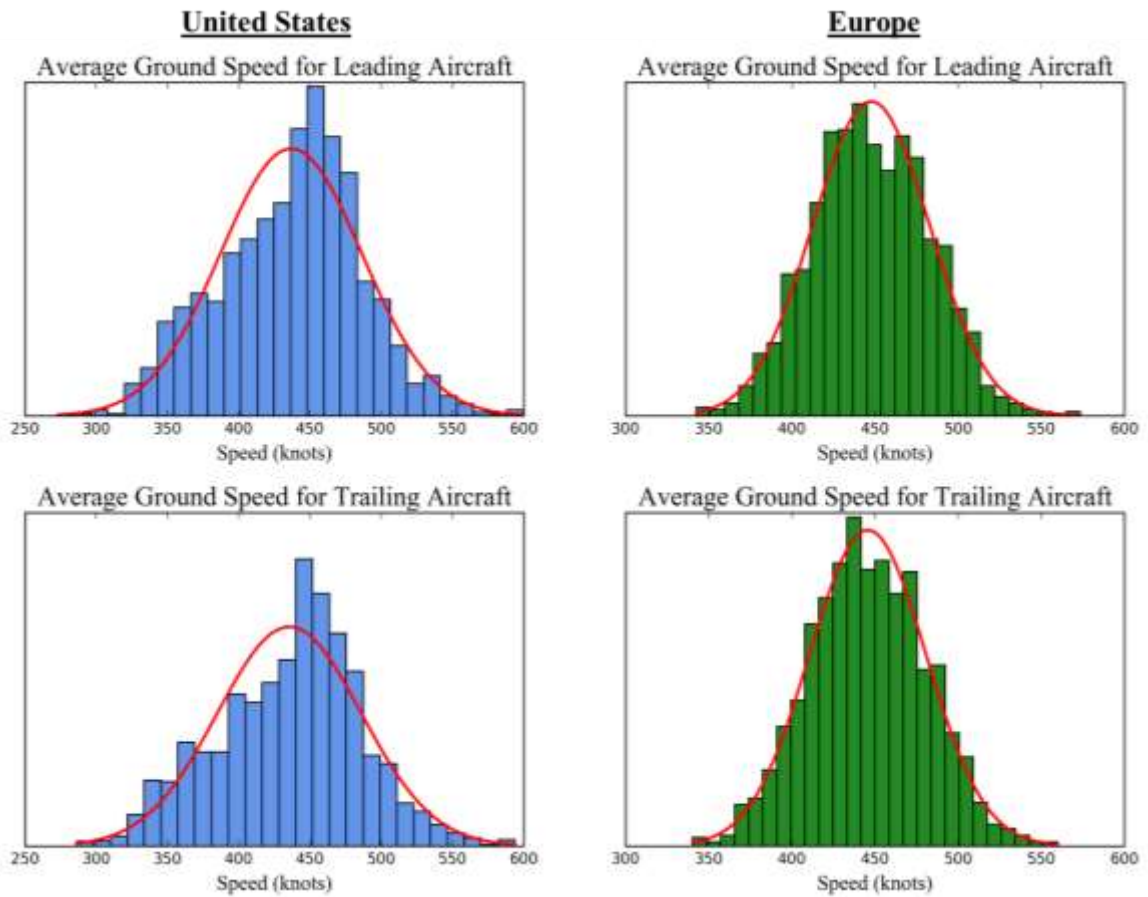 United States
Europe
Average Ground Speed for Leading Aircraft
Average Ground Speed for Leading Aircraft
250 300 350 400 450 500 550 600
300 350 400 450 500 550 600
Speed (knots)
Speed (knots)
Average Ground Speed for Trailing Aircraft
Average Ground Speed for Trailing Aircraft
250 300 350 400 450 500 550 600
300 350 400 450 500 550 600
Speed (knots)
Speed (knots)